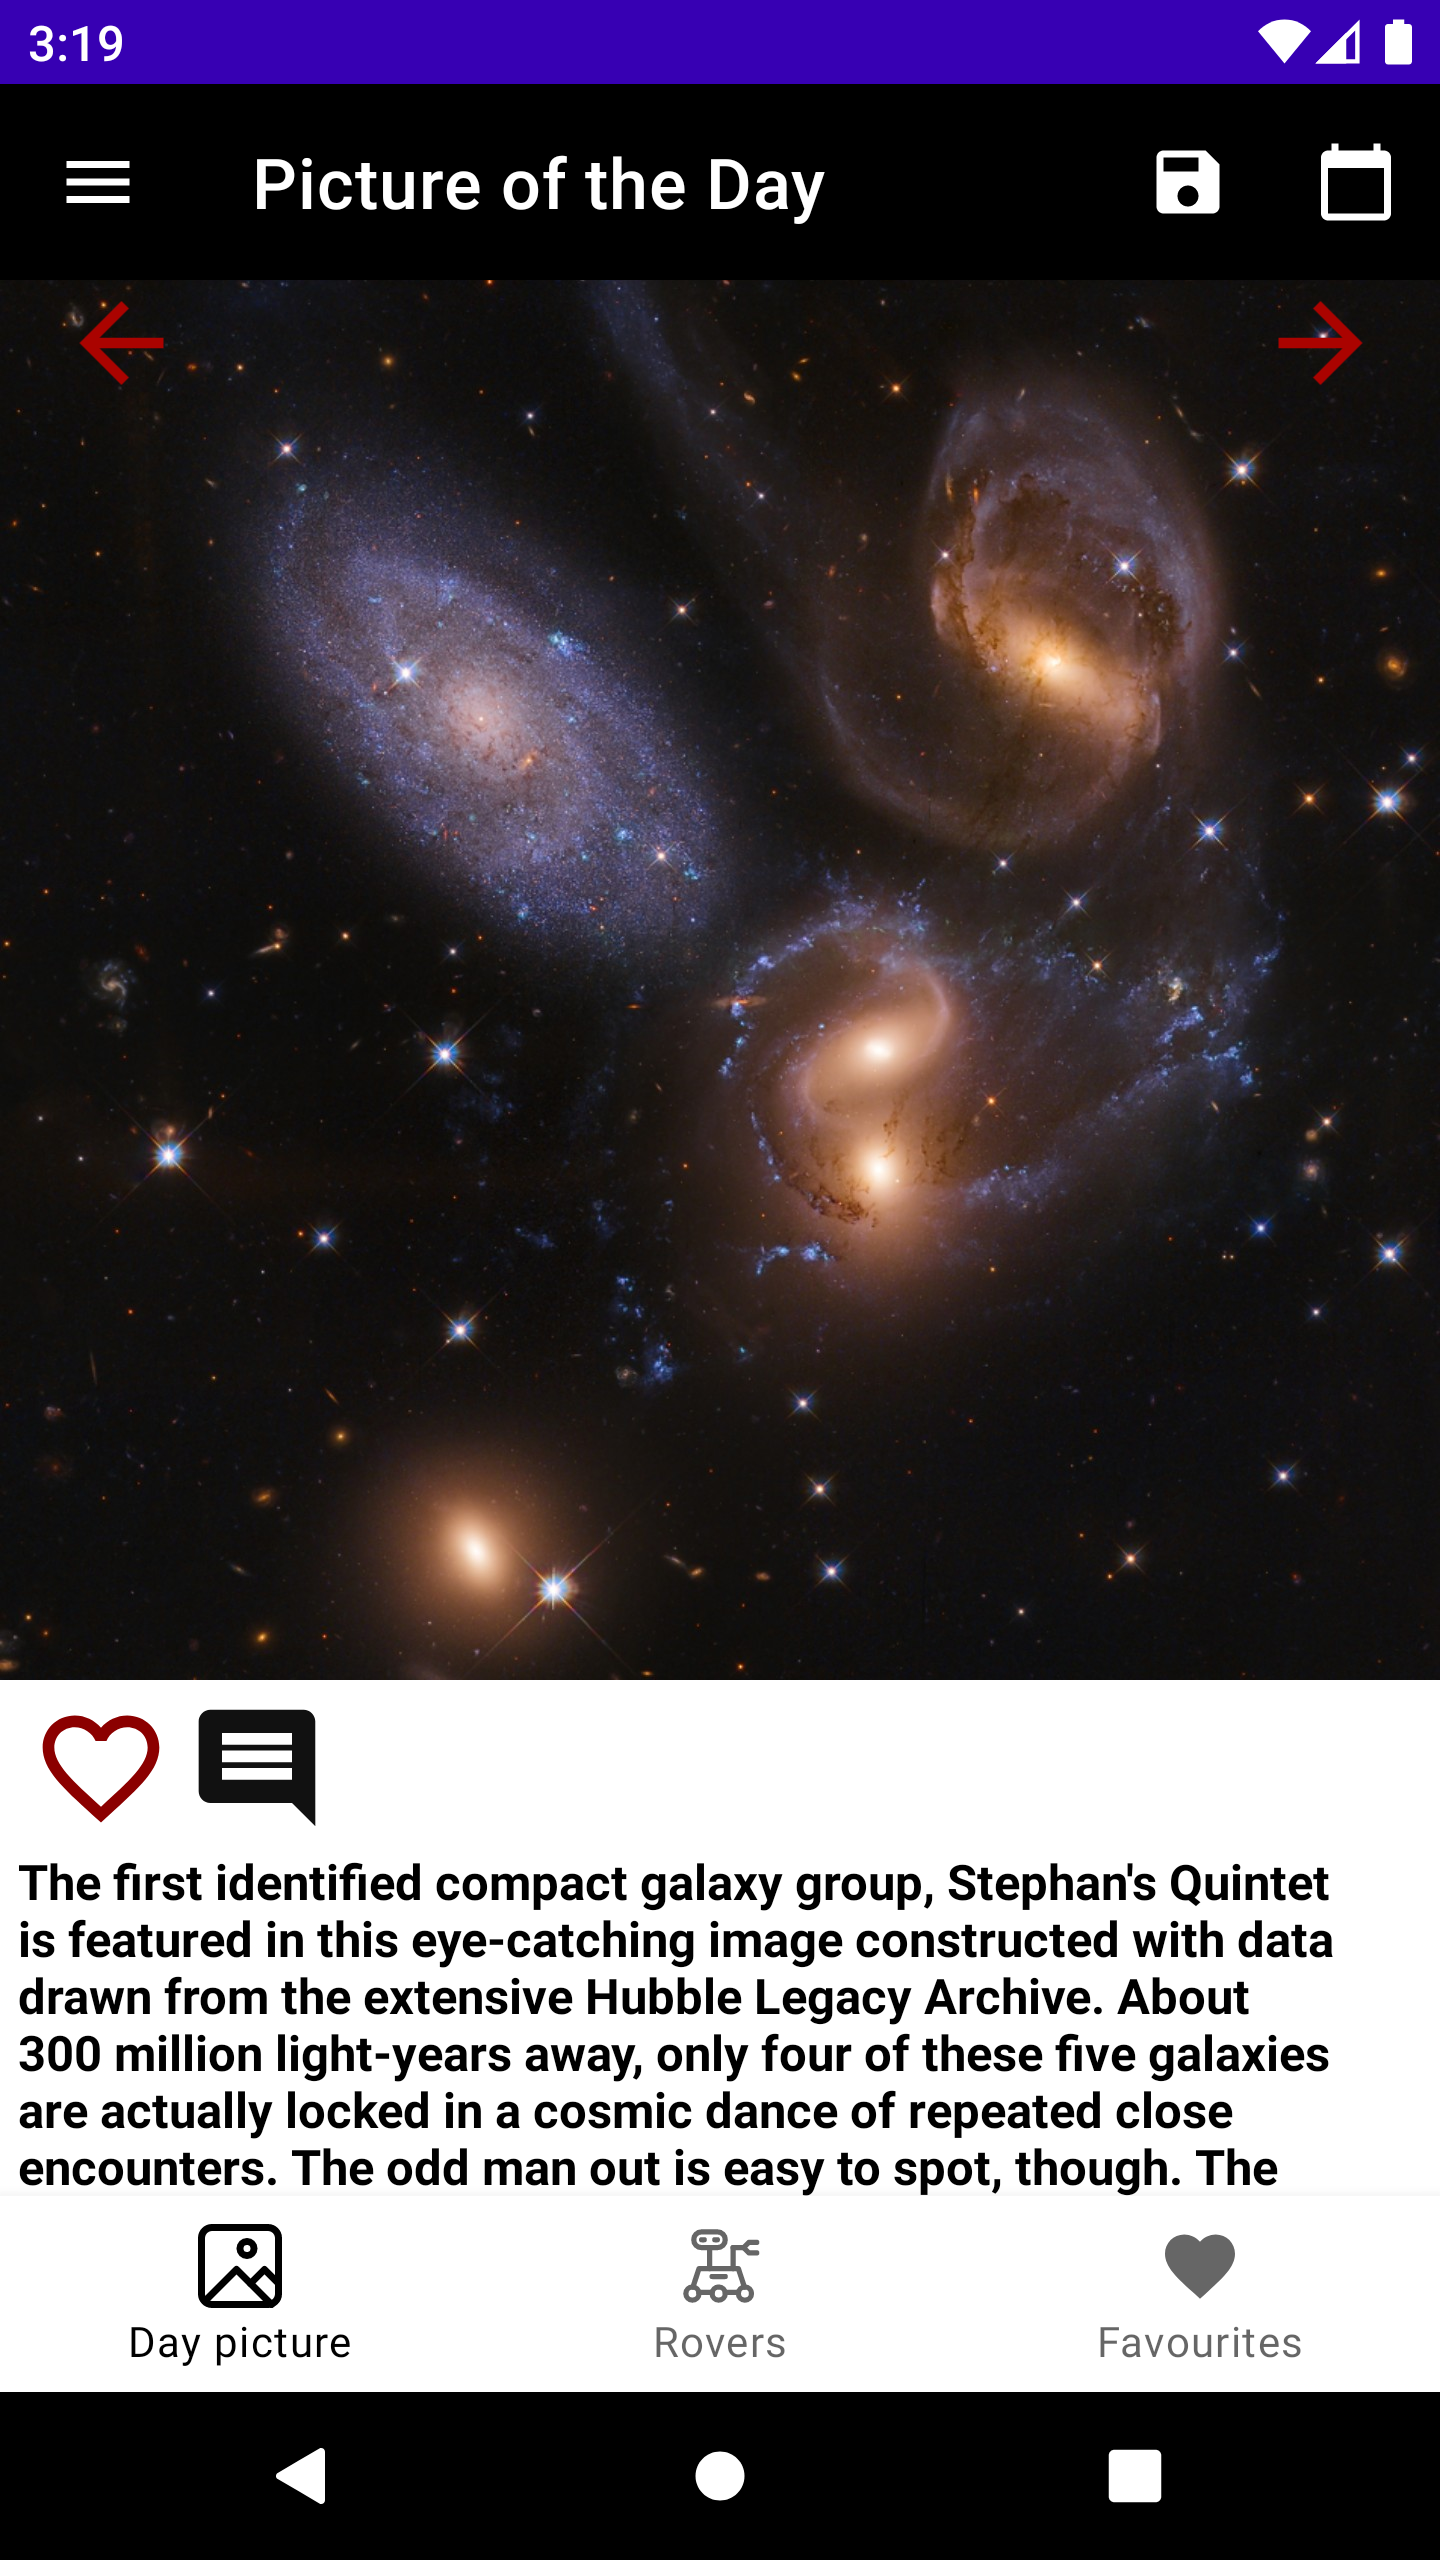 3:19
Picture of the Day
The first identified compact galaxy group, Stephan's Quintet
is featured in this eye-catching image constructed with data
drawn from the extensive Hubble Legacy Archive. About
300 million light-years away, only four of these five galaxies
are actually locked in a cosmic dance of repeated close
encounters. The odd man out is easy to spot, though. The
Day picture
Rovers
Favourites